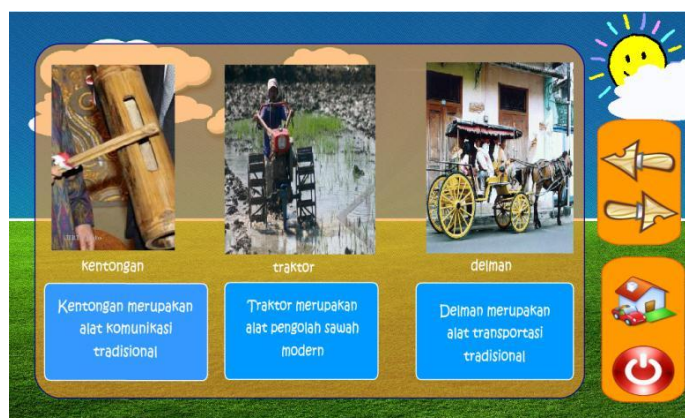 kentongan
traktor
delman
Kentongan merupakan
alat komunikasi
tradisional
Traktor merupakan
alat pengolah sawah
modern
Delman merupakan
alat transportasi
tradisional